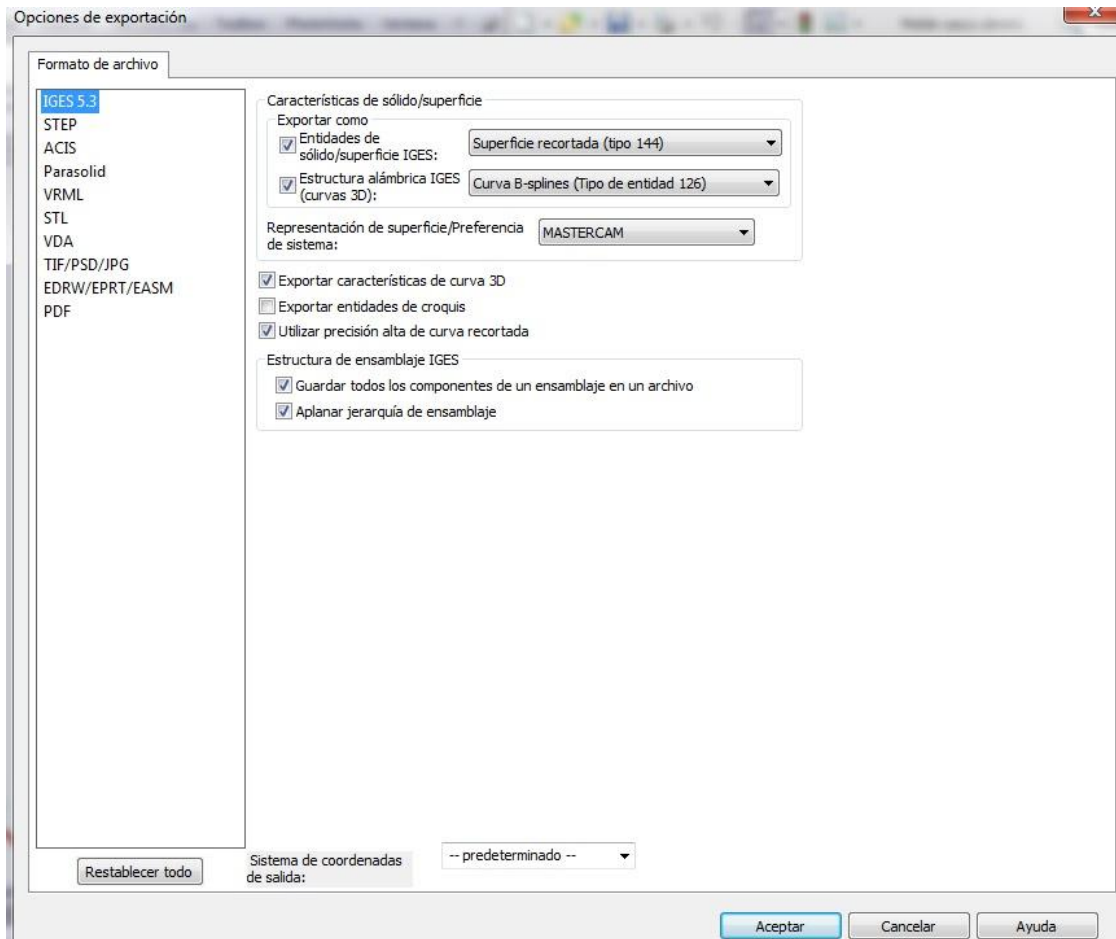 Opciones de exportación
Formato de archivo
IGES 5.3
STEP
ACIS
Parasolid
VRML
STL
VDA
TIF/PSD/JPG
EDRW/EPRT/EASM
PDF
Restablecer todo
Características de sólido/superficie
Exportar como
Entidades de
sólido/superficie IGES:
Superficie recortada (tipo 144)
Estructura alámbrica IGES
(curvas 3D):
Curva B-splines (Tipo de entidad 126)
Representación de superficie/Preferencia
de sistema:
MASTERCAM
Exportar características de curva 3D
Exportar entidades de croquis
Utilizar precisión alta de curva recortada
Estructura de ensamblaje IGES
Guardar todos los componentes de un ensamblaje en un archivo
Aplanar jerarquía de ensamblaje
Sistema de coordenadas
de salida:
-- predeterminado --
Aceptar
Cancelar
Ayuda